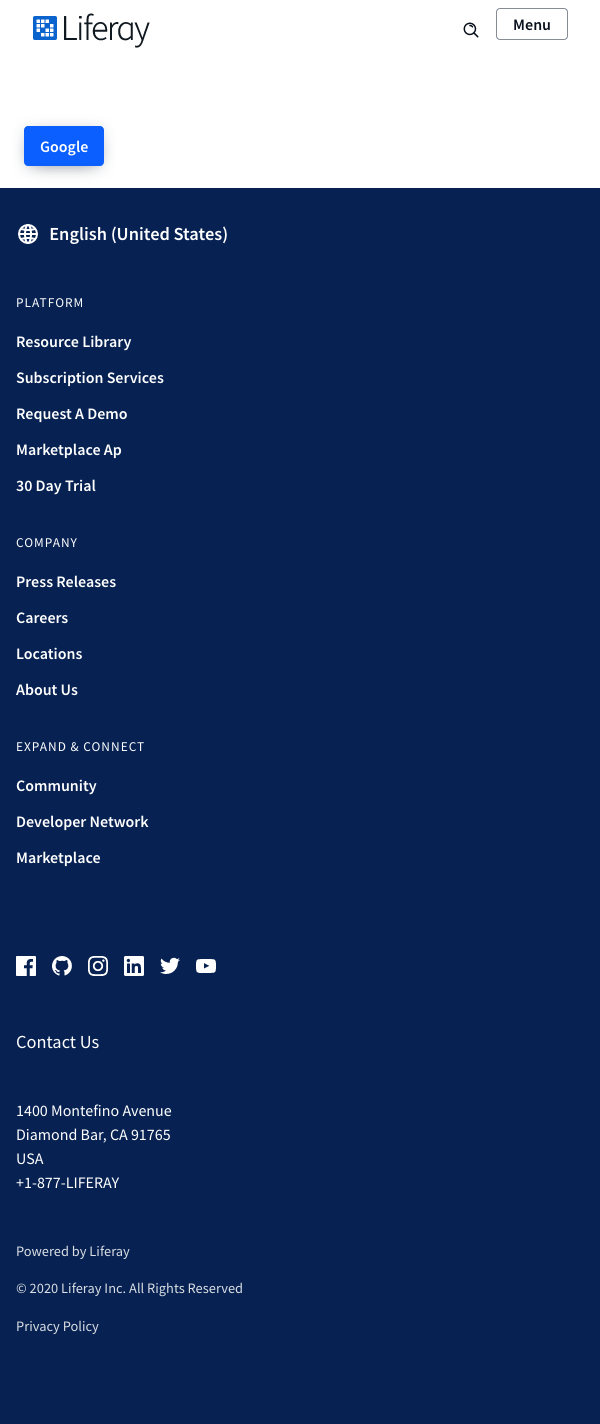 Liferay
Menu
Google
English (United States)
PLATFORM
Resource Library
Subscription Services
Request A Demo
Marketplace Ap
30 Day Trial
COMPANY
Press Releases
Careers
Locations
About Us
EXPAND & CONNECT
Community
Developer Network
Marketplace
Contact Us
1400 Montefino Avenue
Diamond Bar, CA 91765
USA
+1-877-LIFERAY
Powered by Liferay
© 2020 Liferay Inc. All Rights Reserved
Privacy Policy